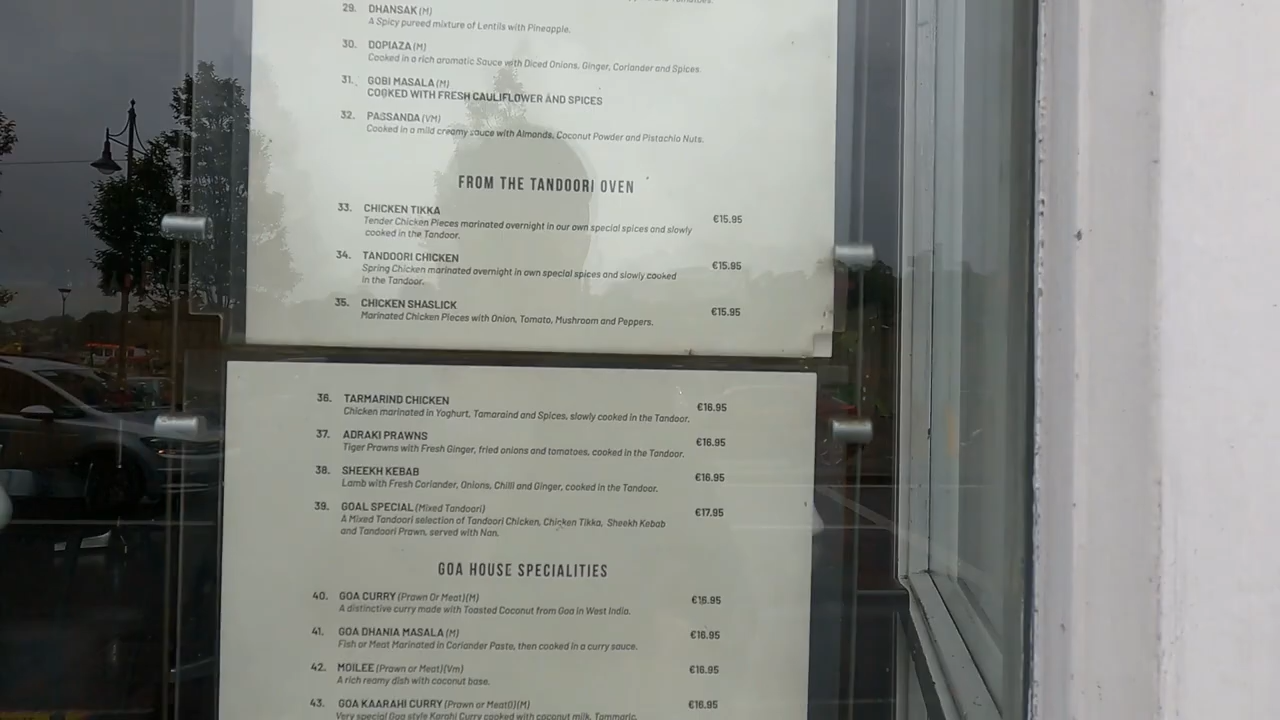 29. DHANSAK (M)
A Spicy pureed mixture of Lentils with Pineapple.
30. DOPIAZA (M)
Cooked in a rich aromatic Sauce with Diced Onions, Ginger, Coriander and Spices.
31. GOBI MASALA (M)
COOKED WITH FRESH CAULIFLOWER AND SPICES
32. PASSANDA (VM)
Cooked in a mild creamy sauce with Almonds, Coconut Powder and Pistachio Nuts.
FROM THE TANDOORI OVEN
33. CHICKEN TIKKA €15.95
Tender Chicken Pieces marinated overnight in our own special spices and slowly
cooked in the Tandoor.
34. TANDOORI CHICKEN €15.95
Spring Chicken marinated overnight in own special spices and slowly cooked
in the Tandoor.
35. CHICKEN SHASLICK €15.95
Marinated Chicken Pieces with Onion, Tomato, Mushroom and Peppers.
36. TARMARIND CHICKEN €16.95
Chicken marinated in Yoghurt, Tamaraind and Spices, slowly cooked in the Tandoor.
37. ADRAKI PRAWNS €16.95
Tiger Prawns with Fresh Ginger, fried onions and tomatoes, cooked in the Tandoor.
38. SHEEKH KEBAB €16.95
Lamb with Fresh Coriander, Onions, Chilli and Ginger, cooked in the Tandoor.
39. GOAL SPECIAL (Mixed Tandoori) €17.95
A Mixed Tandoori selection of Tandoori Chicken, Chicken Tikka, Sheekh Kebab
and Tandoori Prawn, served with Nan.
GOA HOUSE SPECIALITIES
40. GOA CURRY (Prawn Or Meat)(M) €16.95
A distinctive curry made with Toasted Coconut from Goa in West India.
41. GOA DHANIA MASALA (M) €16.95
Fish or Meat Marinated in Coriander Paste, then cooked in a curry sauce.
42. MOILEE (Prawn or Meat)(Vm) €16.95
A rich reamy dish with coconut base.
43. GOA KAARAHI CURRY (Prawn or Meat0)(M) €16.95
Very special Goa style Karahi Curry cooked with coconut milk, Tammaric,